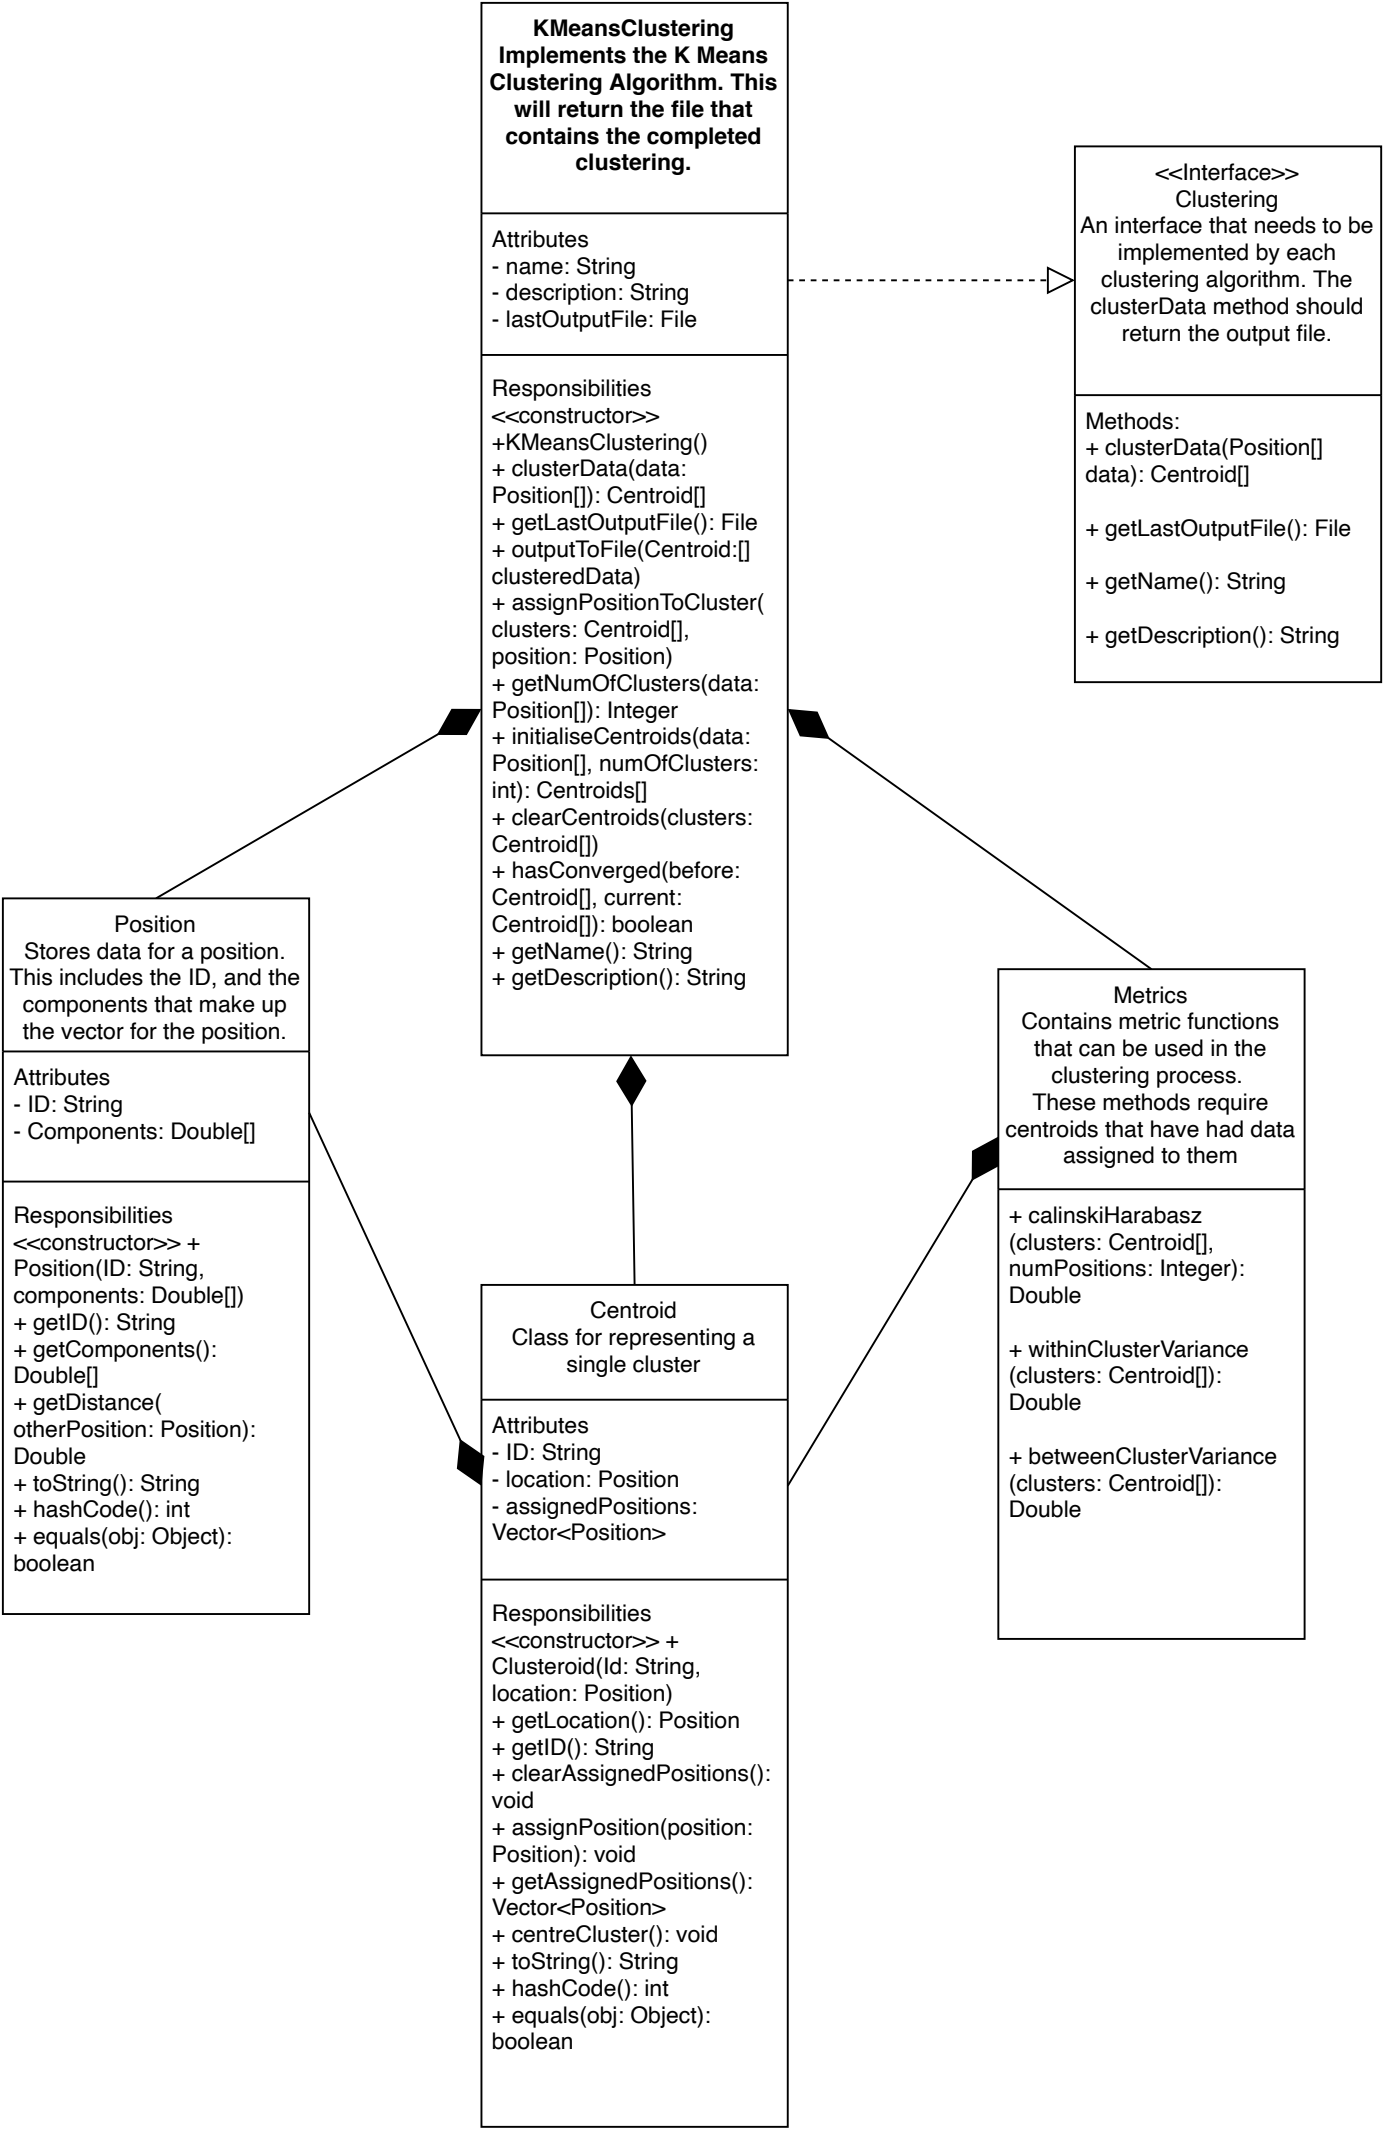 KMeansClustering
Implements the K Means
Clustering Algorithm. This
will return the file that
contains the completed
clustering.
Attributes
- name: String
- description: String
- lastOutputFile: File
Responsibilities
<<constructor>>
+KMeansClustering()
+ clusterData(data:
Position[]): Centroid[]
+ getLastOutputFile(): File
+ outputToFile(Centroid:[]
clusteredData)
+ assignPositionToCluster(
clusters: Centroid[],
position: Position)
+ getNumOfClusters(data:
Position[]): Integer
+ initialiseCentroids(data:
Position[], numOfClusters:
int): Centroids[]
+ clearCentroids(clusters:
Centroid[])
+ hasConverged(before:
Centroid[], current:
Centroid[]): boolean
+ getName(): String
+ getDescription(): String
<<Interface>>
Clustering
An interface that needs to be
implemented by each
clustering algorithm. The
clusterData method should
return the output file.
Methods:
+ clusterData(Position[]
data): Centroid[]
+ getLastOutputFile(): File
+ getName(): String
+ getDescription(): String
Position
Stores data for a position.
This includes the ID, and the
components that make up
the vector for the position.
Attributes
- ID: String
- Components: Double[]
Responsibilities
<<constructor>> +
Position(ID: String,
components: Double[])
+ getID(): String
+ getComponents():
Double[]
+ getDistance(
otherPosition: Position):
Double
+ toString(): String
+ hashCode(): int
+ equals(obj: Object):
boolean
Metrics
Contains metric functions
that can be used in the
clustering process.
These methods require
centroids that have had data
assigned to them
+ calinskiHarabasz
(clusters: Centroid[],
numPositions: Integer):
Double
+ withinClusterVariance
(clusters: Centroid[]):
Double
+ betweenClusterVariance
(clusters: Centroid[]):
Double
Centroid
Class for representing a
single cluster
Attributes
- ID: String
- location: Position
- assignedPositions:
Vector<Position>
Responsibilities
<<constructor>> +
Clusteroid(Id: String,
location: Position)
+ getLocation(): Position
+ getID(): String
+ clearAssignedPositions():
void
+ assignPosition(position:
Position): void
+ getAssignedPositions():
Vector<Position>
+ centreCluster(): void
+ toString(): String
+ hashCode(): int
+ equals(obj: Object):
boolean